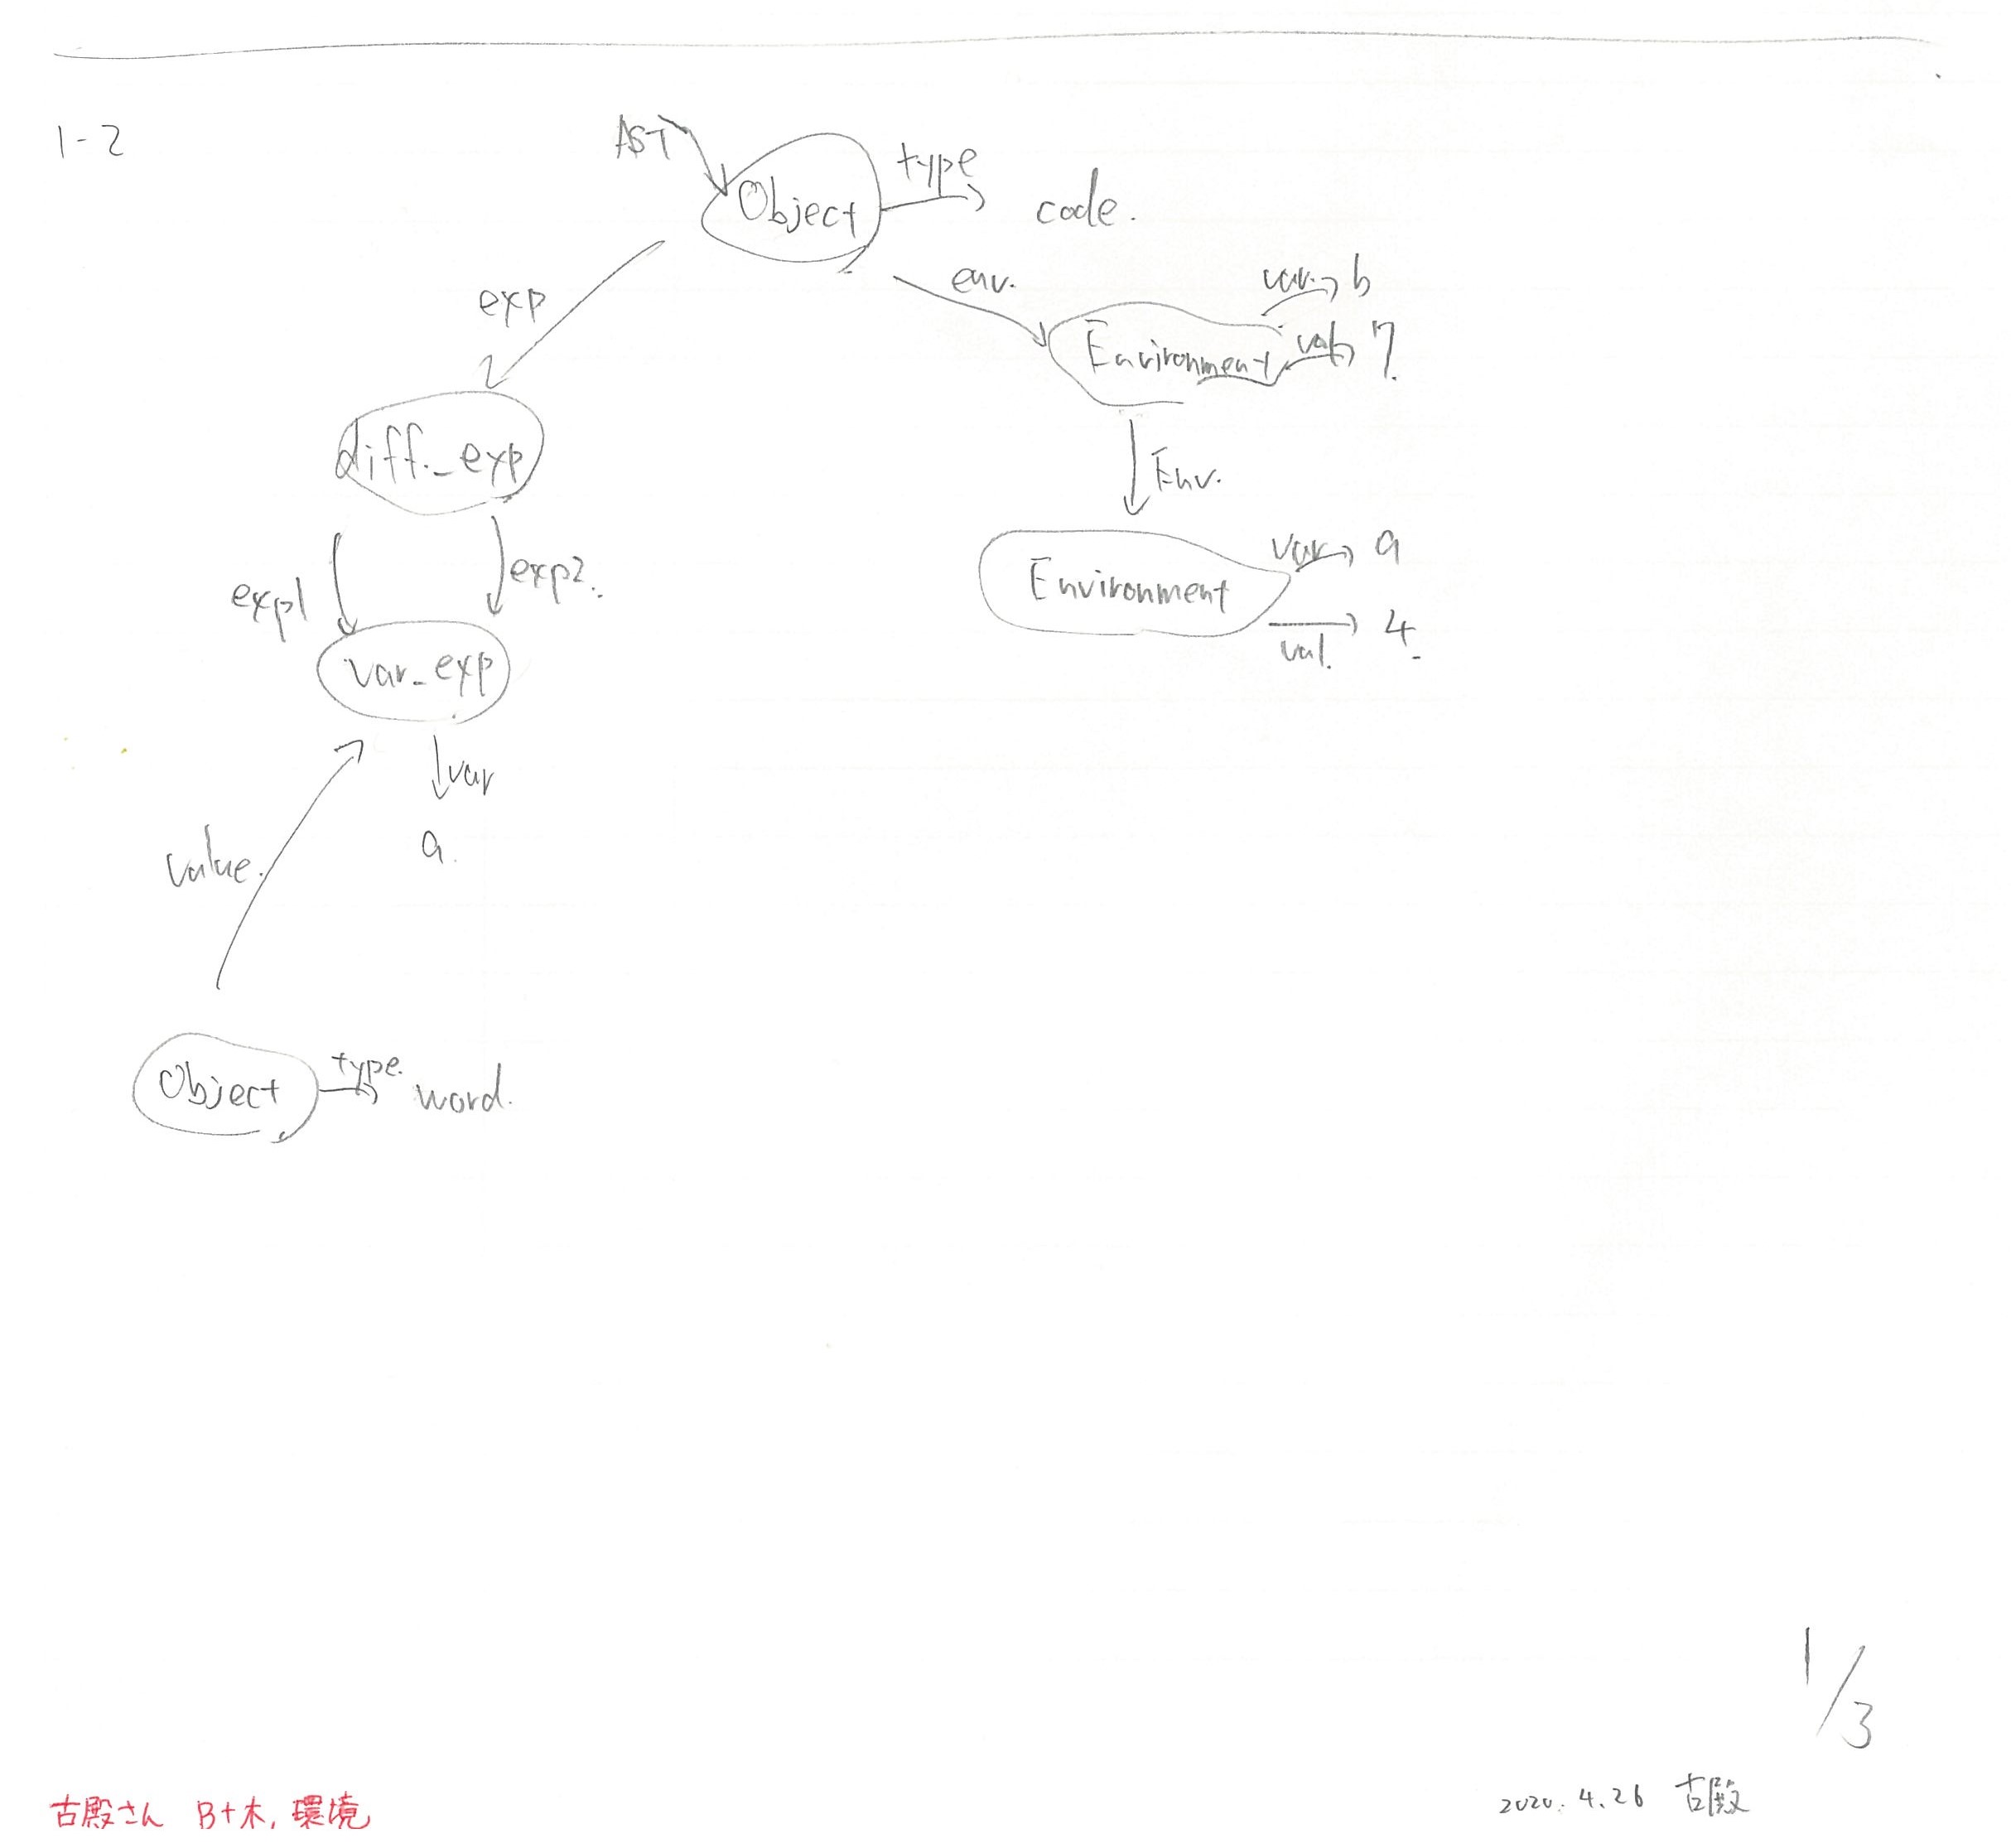 1-2
AST
Object
type
code.
exp
env.
Environment
var
b
val
7.
diff._exp
Env.
exp1
exp2.
Environment
var
a
val.
4.
var_exp
var
a.
value.
Object
type.
word.
1/3
古殿さん B+木, 環境
2020. 4. 26 古殿